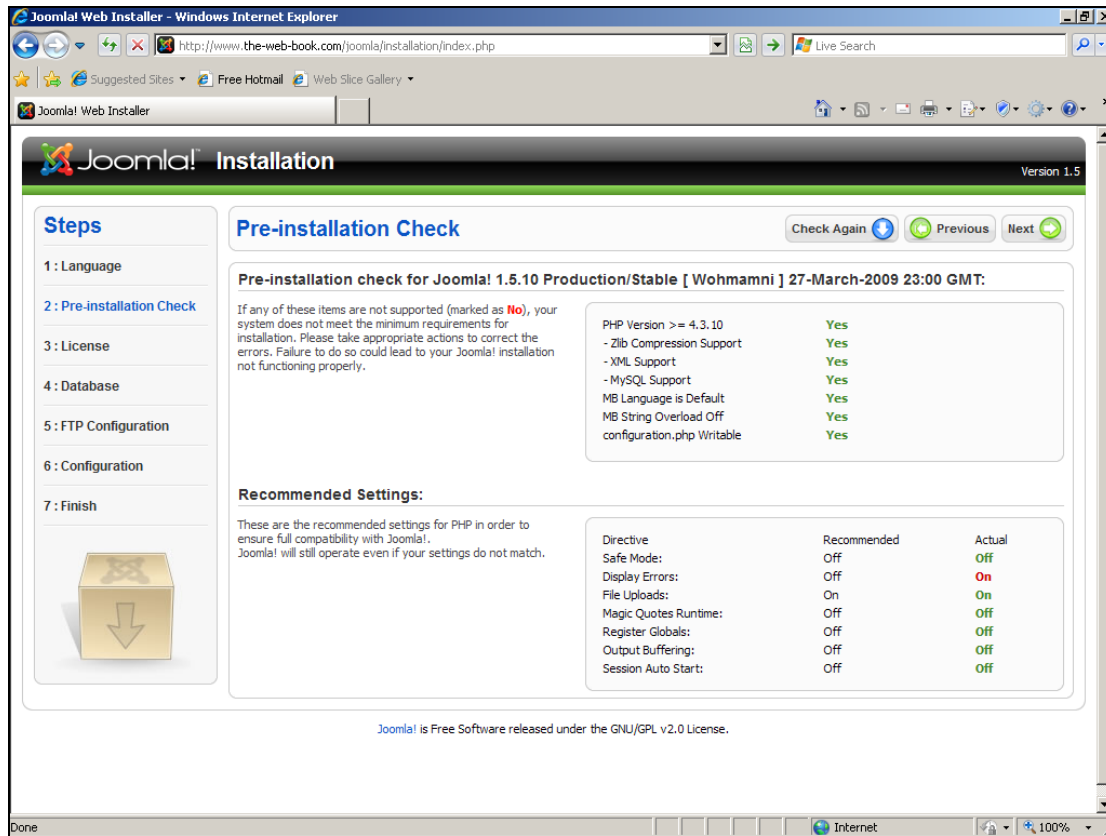 Joomla! Web Installer - Windows Internet Explorer
http://www.the-web-book.com/joomla/installation/index.php
Live Search
Suggested Sites
Free Hotmail
Web Slice Gallery
Joomla! Web Installer
Joomla!™ Installation
Version 1.5
Steps
1 : Language
2 : Pre-installation Check
3 : License
4 : Database
5 : FTP Configuration
6 : Configuration
7 : Finish
Pre-installation Check
Check Again
Previous
Next
Pre-installation check for Joomla! 1.5.10 Production/Stable [ Wohmamni ] 27-March-2009 23:00 GMT:
If any of these items are not supported (marked as No), your
system does not meet the minimum requirements for
installation. Please take appropriate actions to correct the
errors. Failure to do so could lead to your Joomla! installation
not functioning properly.
PHP Version >= 4.3.10 Yes
- Zlib Compression Support Yes
- XML Support Yes
- MySQL Support Yes
MB Language is Default Yes
MB String Overload Off Yes
configuration.php Writable Yes
Recommended Settings:
These are the recommended settings for PHP in order to
ensure full compatibility with Joomla!.
Joomla! will still operate even if your settings do not match.
Directive Recommended Actual
Safe Mode: Off Off
Display Errors: Off On
File Uploads: On On
Magic Quotes Runtime: Off Off
Register Globals: Off Off
Output Buffering: Off Off
Session Auto Start: Off Off
Joomla! is Free Software released under the GNU/GPL v2.0 License.
Done
Internet
100%